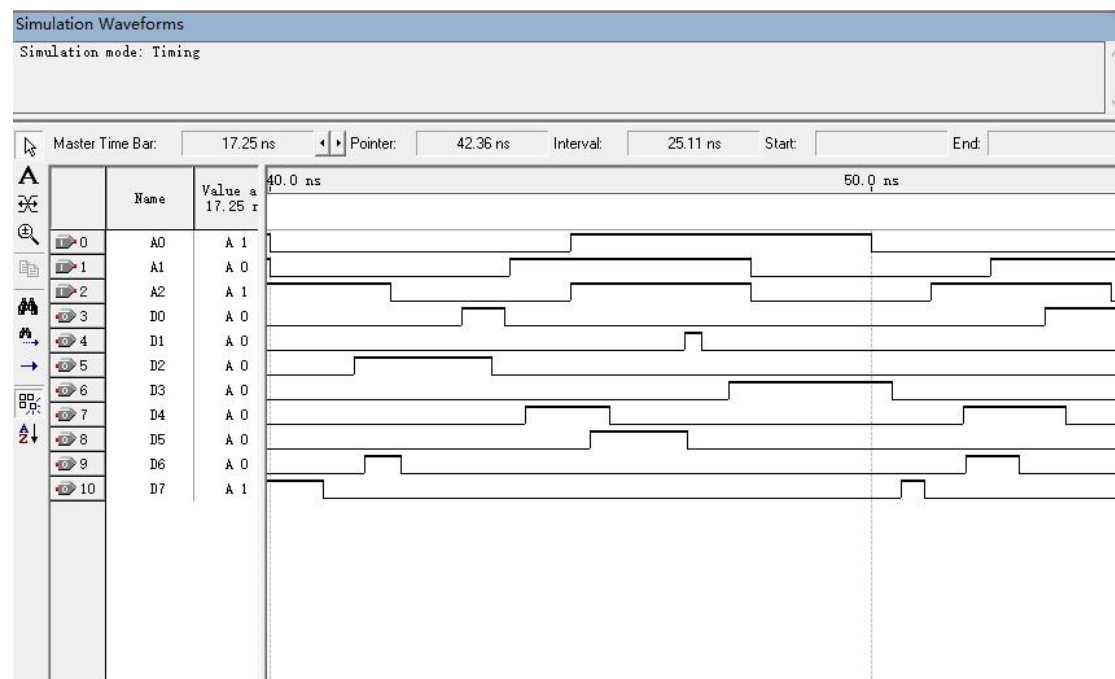 Simulation Waveforms
Simulation mode: Timing
Master Time Bar: 17.25 ns Pointer: 42.36 ns Interval: 25.11 ns Start: End:
Name Value a 17.25 r 40.0 ns 50.0 ns
0 A0 A 1
1 A1 A 0
2 A2 A 1
3 D0 A 0
4 D1 A 0
5 D2 A 0
6 D3 A 0
7 D4 A 0
8 D5 A 0
9 D6 A 0
10 D7 A 1